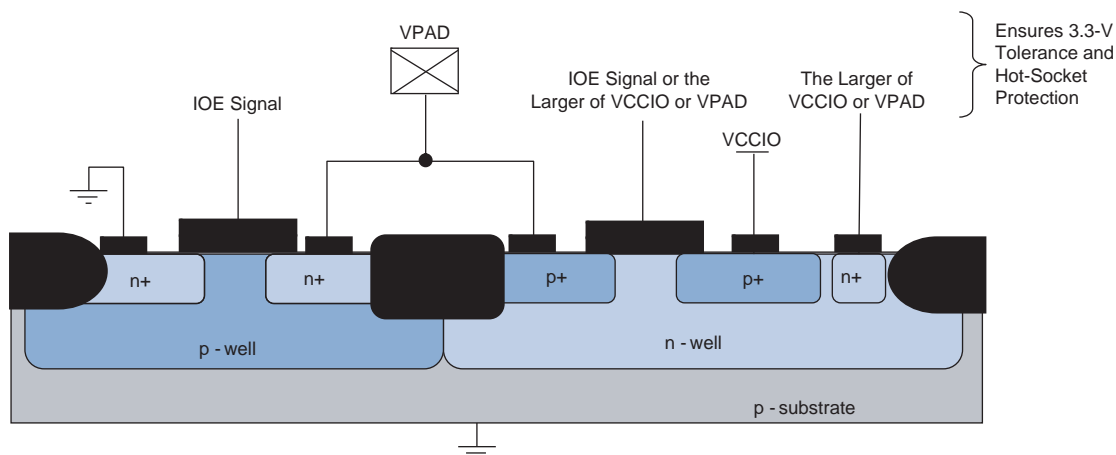 VPAD
Ensures 3.3-V
Tolerance and
Hot-Socket
Protection
IOE Signal
IOE Signal or the
Larger of VCCIO or VPAD
The Larger of
VCCIO or VPAD
VCCIO
n+
n+
p+
p+
n+
p - well
n - well
p - substrate